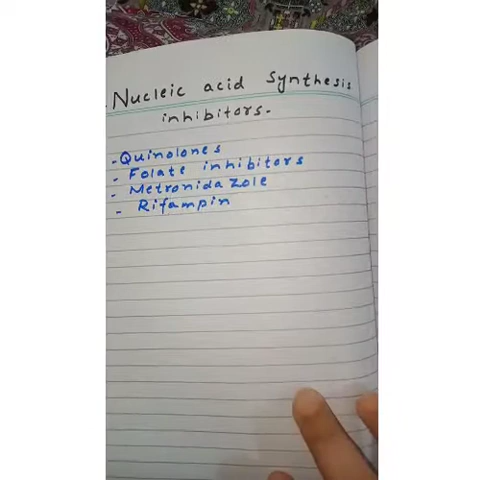 Nucleic acid Synthesis
inhibitors.
- Quinolones
- Folate inhibitors
- Metronidazole
- Rifampin